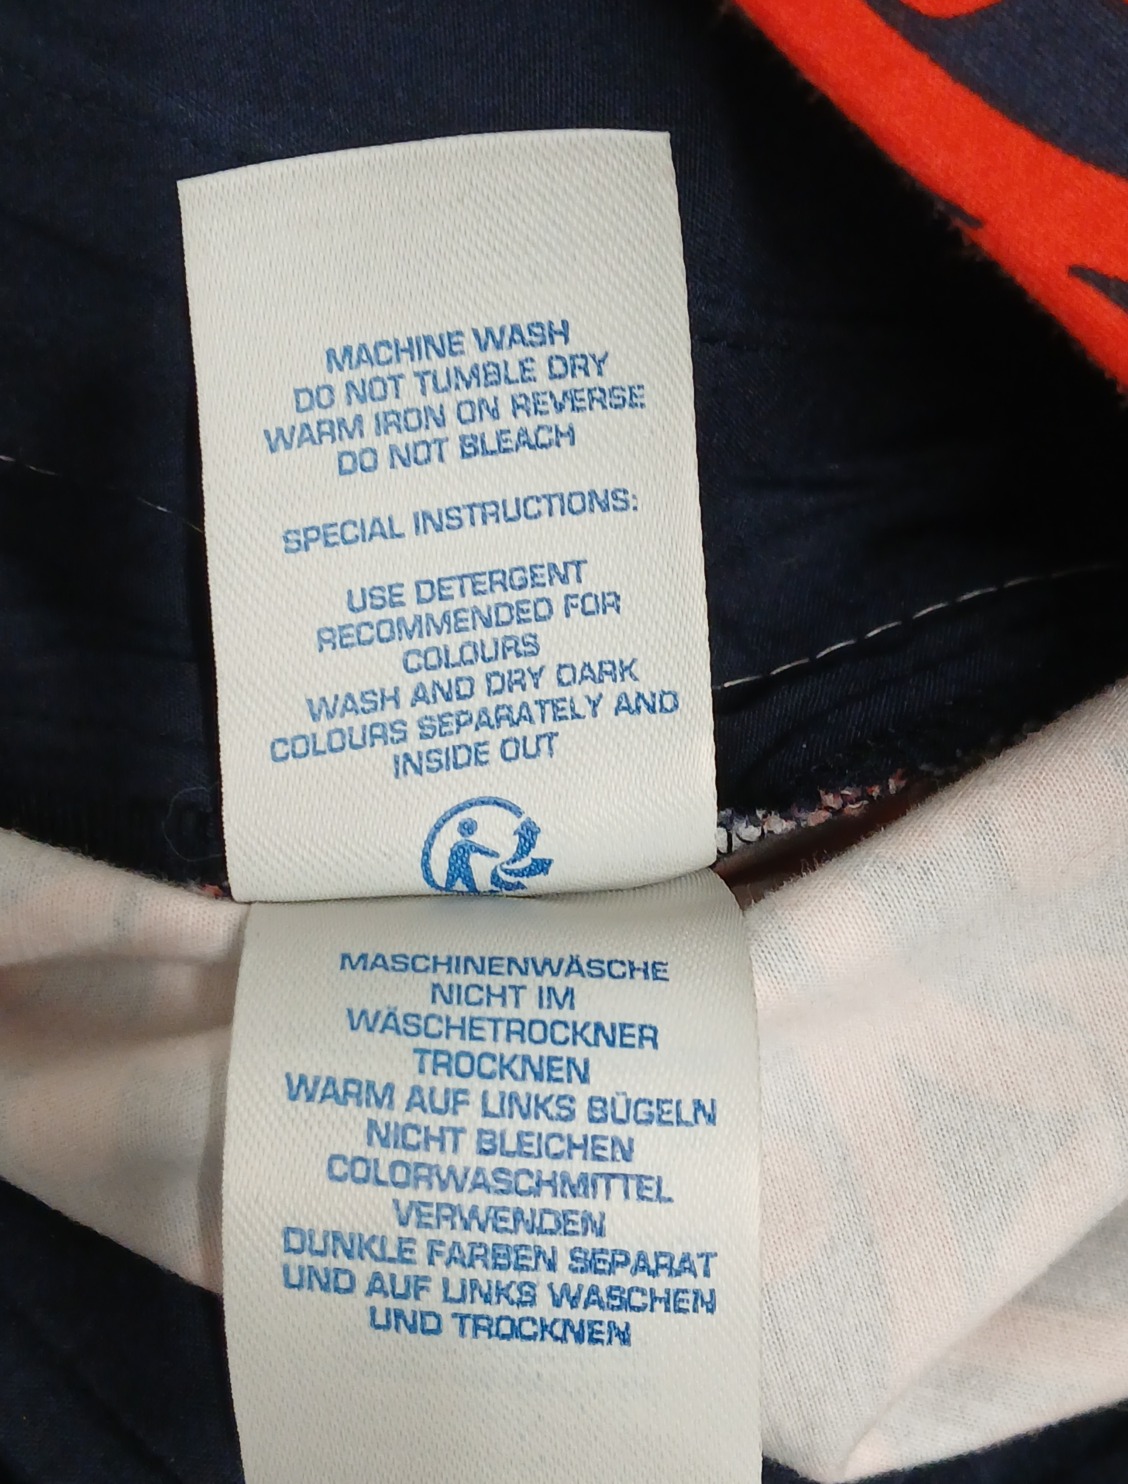 MACHINE WASH
DO NOT TUMBLE DRY
WARM IRON ON REVERSE
DO NOT BLEACH
SPECIAL INSTRUCTIONS:
USE DETERGENT
RECOMMENDED FOR
COLOURS
WASH AND DRY DARK
COLOURS SEPARATELY AND
INSIDE OUT
MASCHINENWÄSCHE
NICHT IM
WÄSCHETROCKNER
TROCKNEN
WARM AUF LINKS BÜGELN
NICHT BLEICHEN
COLORWASCHMITTEL
VERWENDEN
DUNKLE FARBEN SEPARAT
UND AUF LINKS WASCHEN
UND TROCKNEN